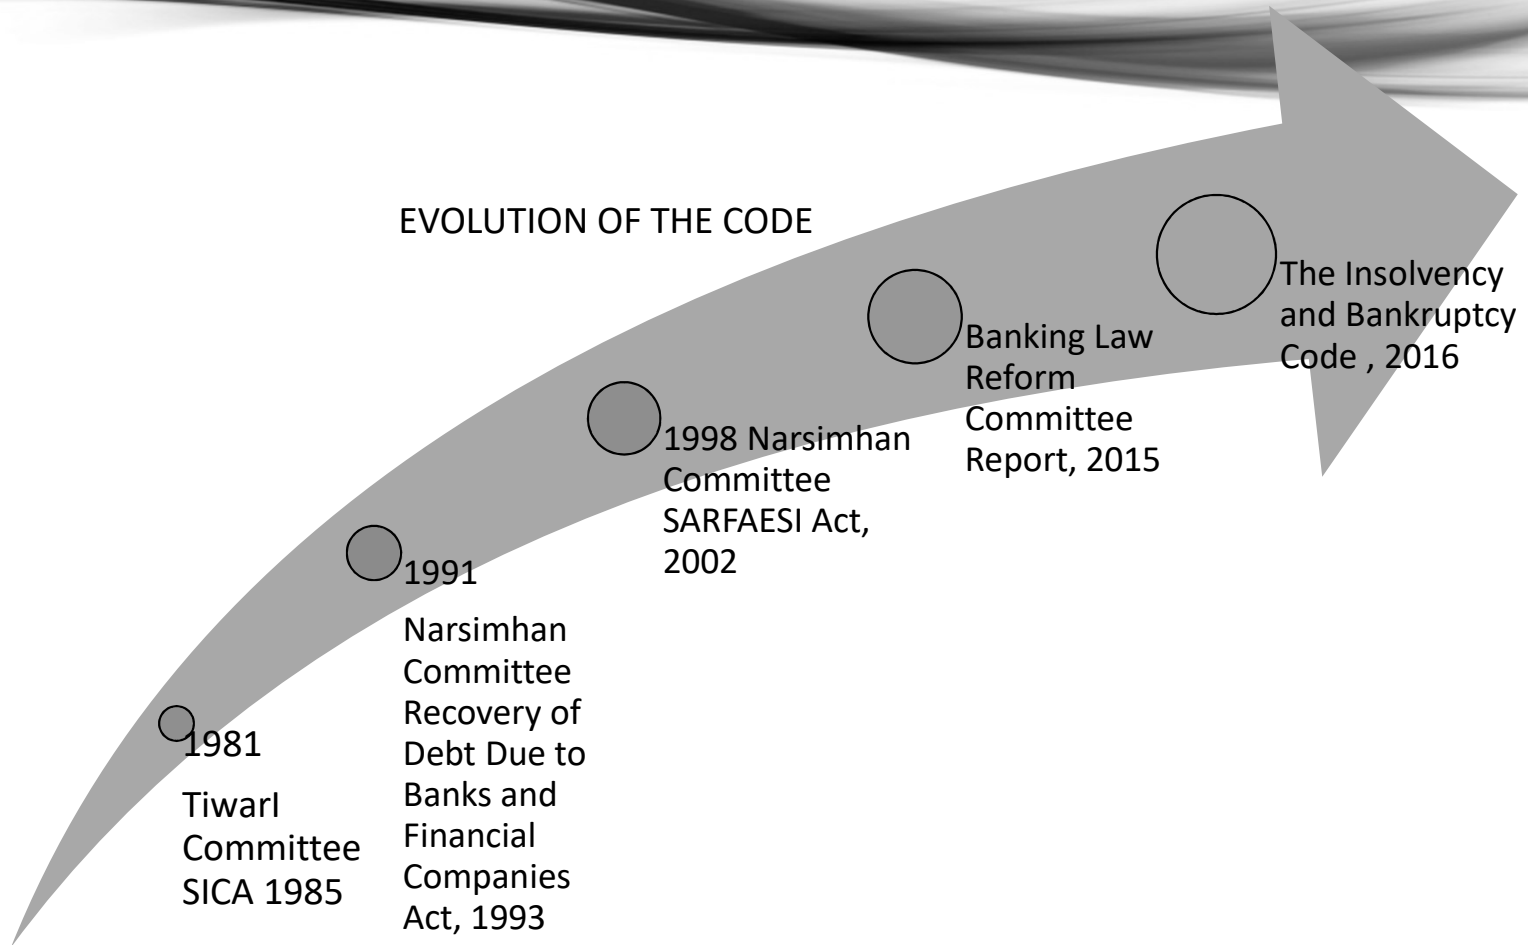 EVOLUTION OF THE CODE
1981
TiwarI
Committee
SICA 1985
1991
Narsimhan
Committee
Recovery of
Debt Due to
Banks and
Financial
Companies
Act, 1993
1998 Narsimhan
Committee
SARFAESI Act,
2002
Banking Law
Reform
Committee
Report, 2015
The Insolvency
and Bankruptcy
Code , 2016